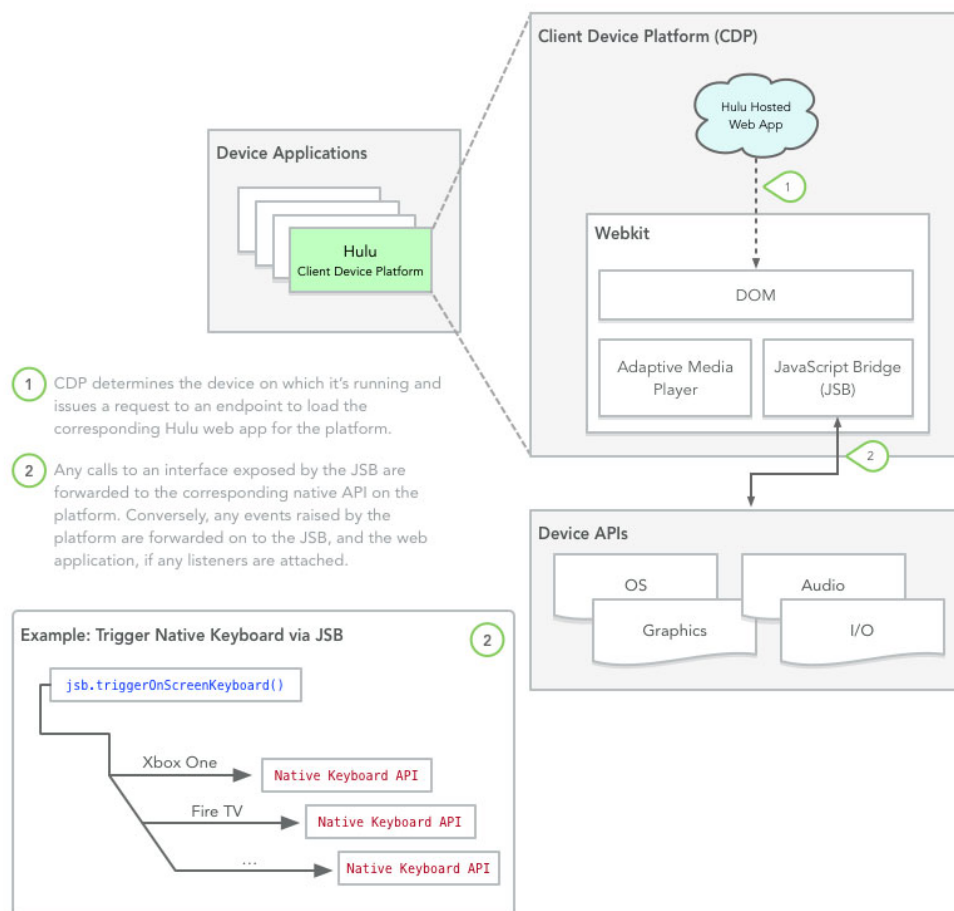 Client Device Platform (CDP)
Hulu Hosted
Web App
1
Device Applications
Hulu
Client Device Platform
Webkit
DOM
Adaptive Media
Player
JavaScript Bridge
(JSB)
2
1
CDP determines the device on which it's running and
issues a request to an endpoint to load the
corresponding Hulu web app for the platform.
2
Any calls to an interface exposed by the JSB are
forwarded to the corresponding native API on the
platform. Conversely, any events raised by the
platform are forwarded on to the JSB, and the web
application, if any listeners are attached.
Device APIs
OS
Audio
Graphics
I/O
Example: Trigger Native Keyboard via JSB
2
jsb.triggerOnScreenKeyboard()
Xbox One
Native Keyboard API
Fire TV
Native Keyboard API
...
Native Keyboard API